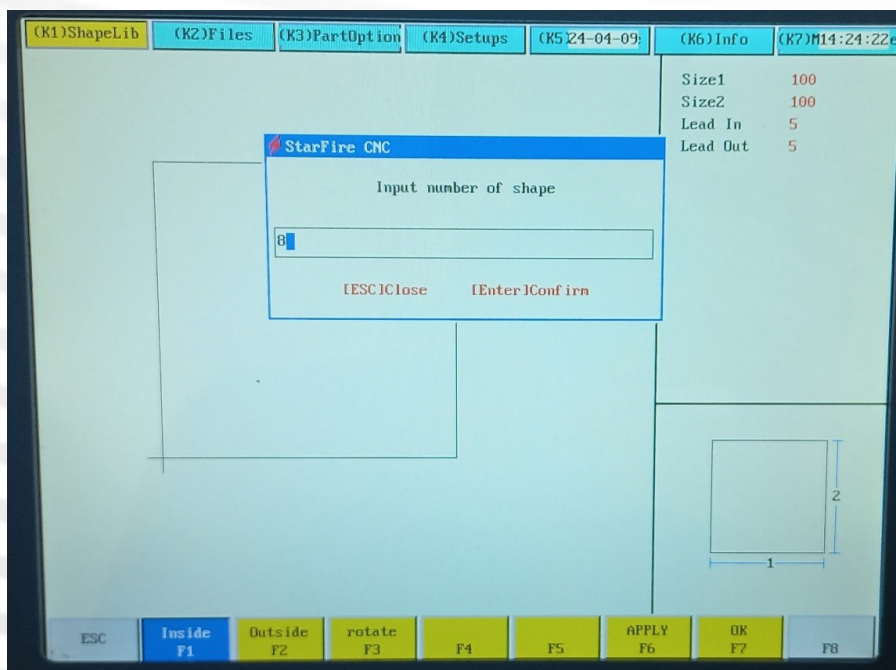 (K1)ShapeLib (K2)Files (K3)PartOption (K4)Setups (K5)24-04-09: (K6)Info (K7)M14:24:22
Size1 100
Size2 100
Lead In 5
Lead Out 5
StarFire CNC
Input number of shape
8
[ESC]Close [Enter]Confirm
2
1
ESC Inside F1 Outside F2 rotate F3 F4 F5 APPLY F6 OK F7 F8